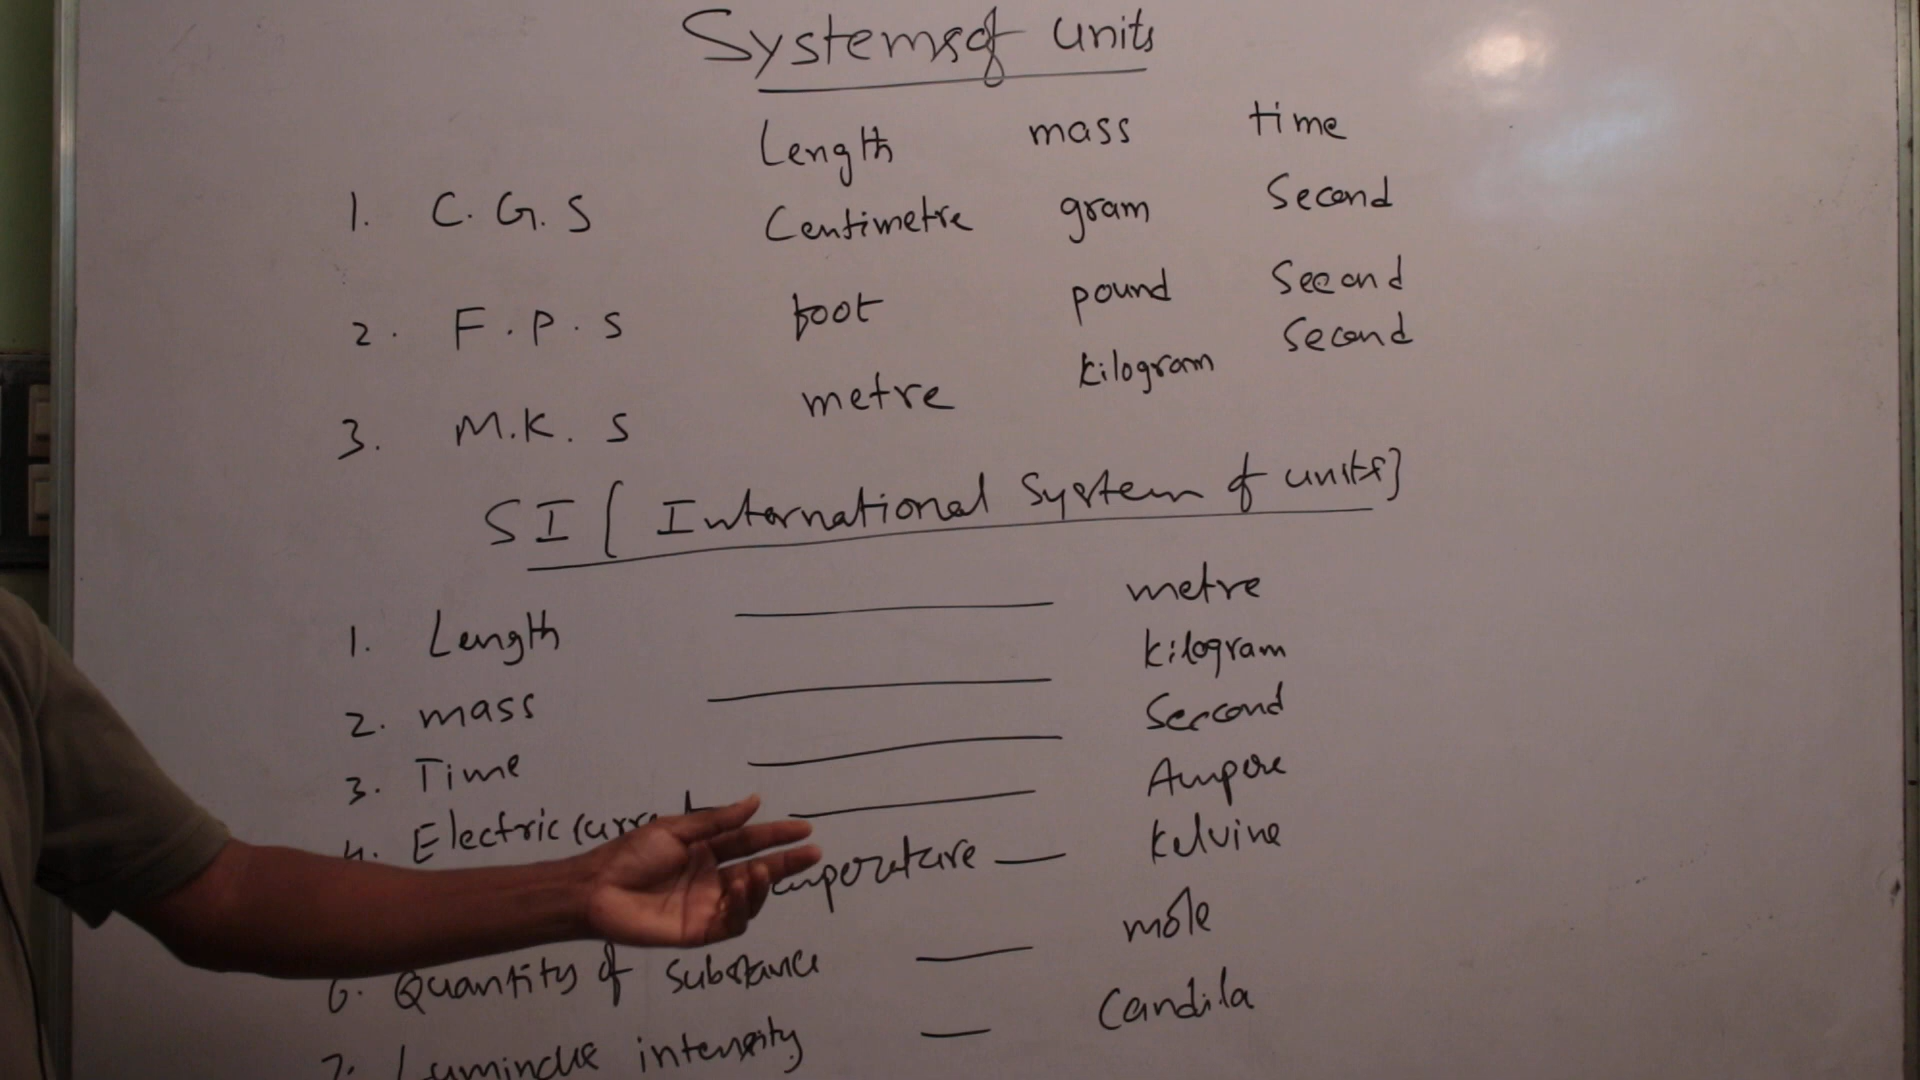 Systems of units
Length mass time
1. C.G.S Centimetre gram Second
2. F.P.S foot pound Second
3. M.K.S metre kilogram Second
SI [International System of units]
1. Length — metre
2. mass — kilogram
3. Time — Second
4. Electric current — Ampere
— Kelvine
6. Quantity of Substance — mole
7. intensity — Candila